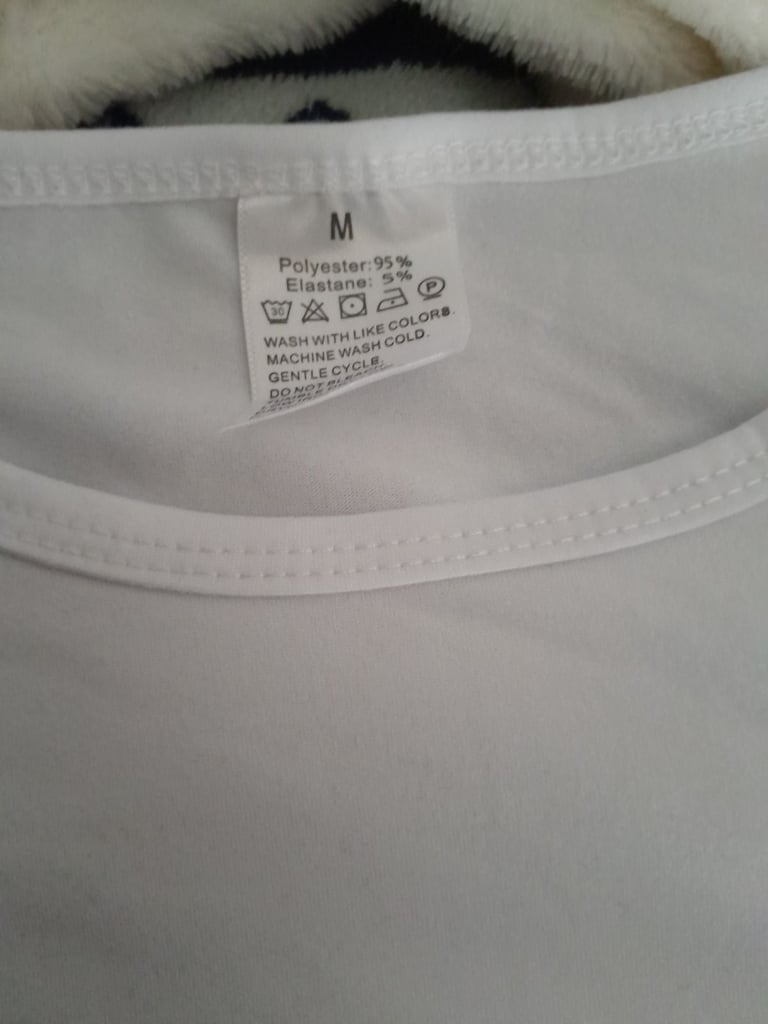 M
Polyester:95%
Elastane: 5%
30 P
WASH WITH LIKE COLORS.
MACHINE WASH COLD.
GENTLE CYCLE.
DO NOT BLEACH.